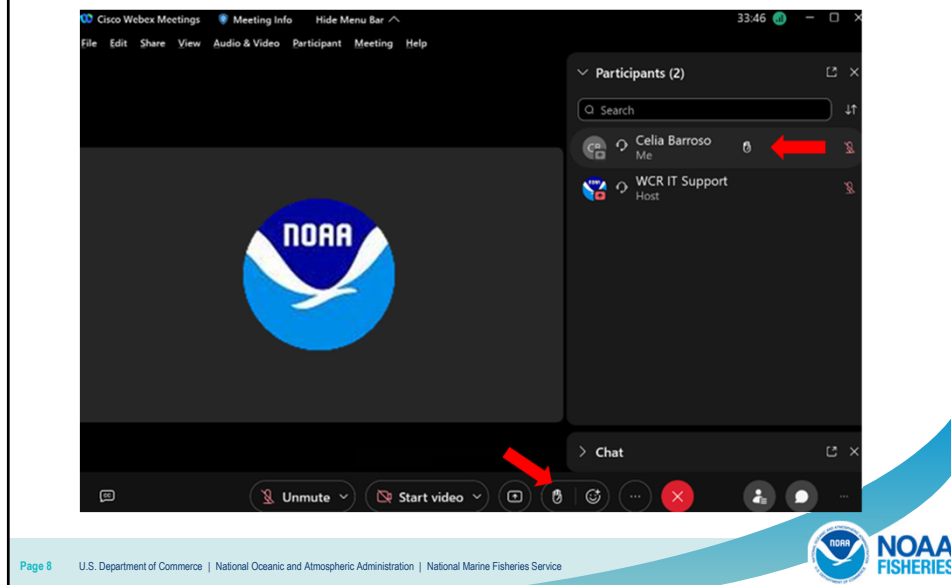 Cisco Webex Meetings Meeting Info Hide Menu Bar 33:46
File Edit Share View Audio & Video Participant Meeting Help
Participants (2)
Search
Celia Barroso
Me
WCR IT Support
Host
NOAA
Chat
Unmute Start video
Page 8 U.S. Department of Commerce | National Oceanic and Atmospheric Administration | National Marine Fisheries Service
NOAA
NOAA
FISHERIES